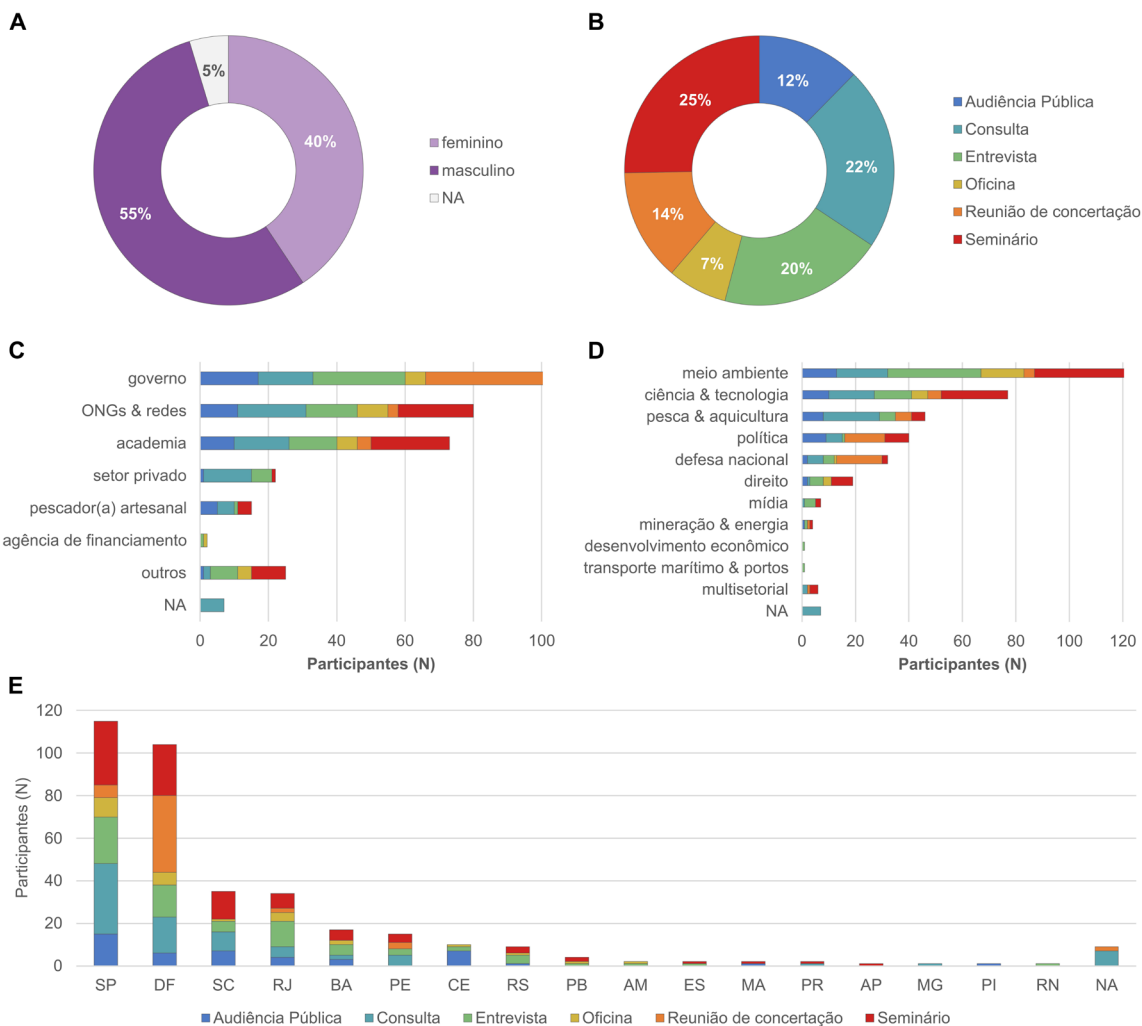 A
5%
40%
55%
feminino
masculino
NA
B
12%
22%
20%
7%
14%
25%
Audiência Pública
Consulta
Entrevista
Oficina
Reunião de concertação
Seminário
C
governo
ONGs & redes
academia
setor privado
pescador(a) artesanal
agência de financiamento
outros
NA
0 20 40 60 80 100
Participantes (N)
D
meio ambiente
ciência & tecnologia
pesca & aquicultura
política
defesa nacional
direito
mídia
mineração & energia
desenvolvimento econômico
transporte marítimo & portos
multisetorial
NA
0 20 40 60 80 100 120
Participantes (N)
E
Participantes (N)
120
100
80
60
40
20
0
SP DF SC RJ BA PE CE RS PB AM ES MA PR AP MG PI RN NA
Audiência Pública Consulta Entrevista Oficina Reunião de concertação Seminário